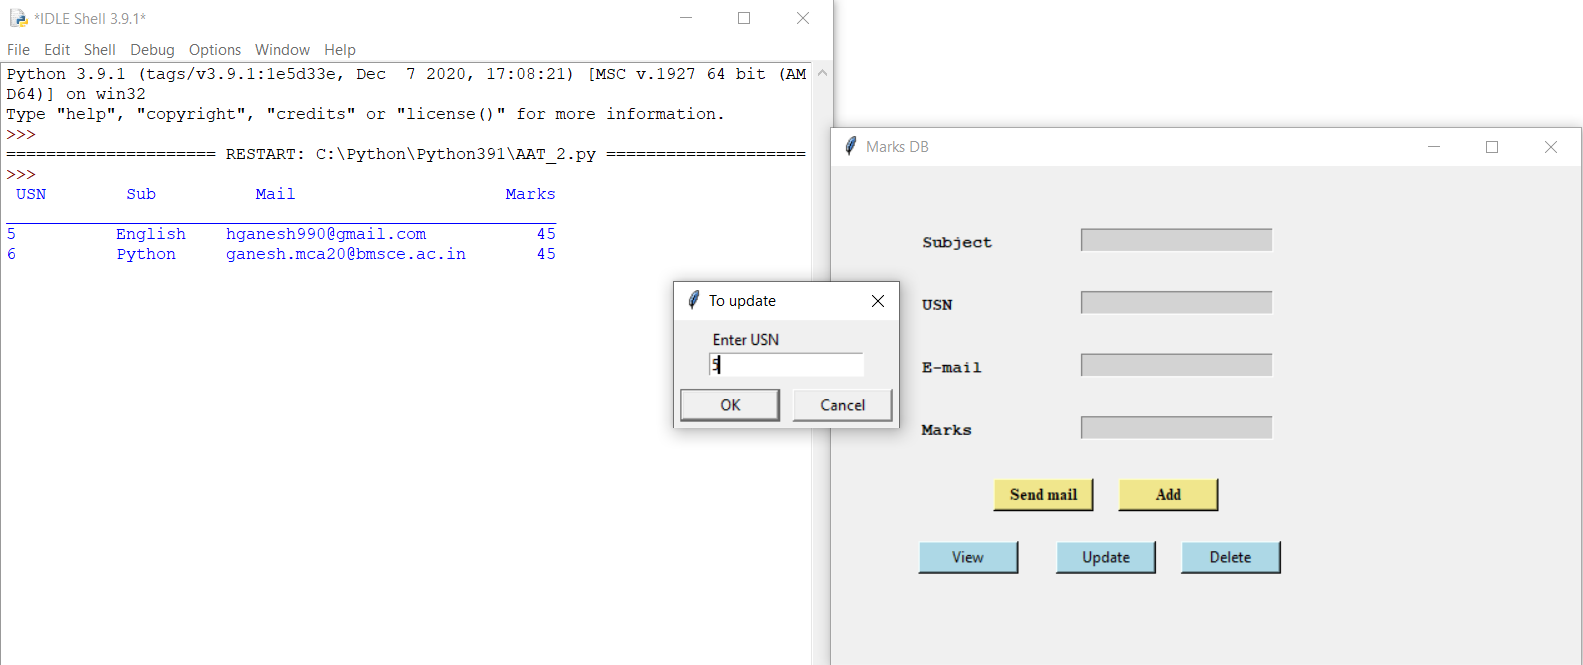 *IDLE Shell 3.9.1*
File Edit Shell Debug Options Window Help
Python 3.9.1 (tags/v3.9.1:1e5d33e, Dec  7 2020, 17:08:21) [MSC v.1927 64 bit (AM
D64)] on win32
Type "help", "copyright", "credits" or "license()" for more information.
>>>
===================== RESTART: C:\Python\Python391\AAT_2.py ====================
>>>
USN Sub Mail Marks
_______________________________________________________
5 English hganesh990@gmail.com 45
6 Python ganesh.mca20@bmsce.ac.in 45
To update
Enter USN
5
OK Cancel
Marks DB
Subject
USN
E-mail
Marks
Send mail Add
View Update Delete